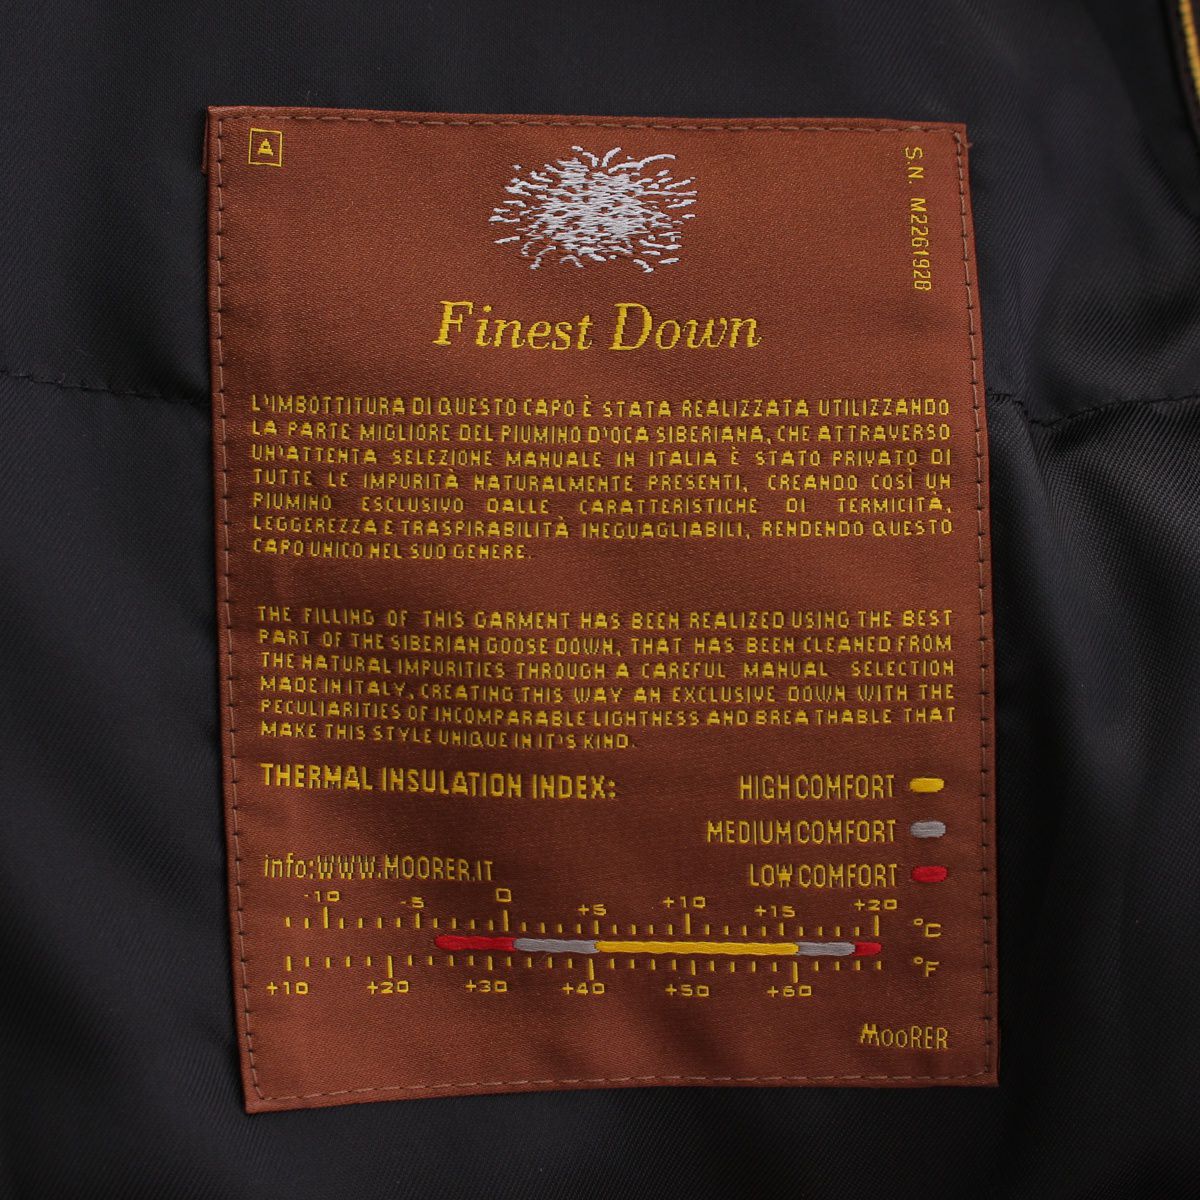 A
S.N. M2261928
Finest Down
L'IMBOTTITURA DI QUESTO CAPO È STATA REALIZZATA UTILIZZANDO
LA PARTE MIGLIORE DEL PIUMINO D'OCA SIBERIANA, CHE ATTRAVERSO
UN'ATTENTA SELEZIONE MANUALE IN ITALIA È STATO PRIVATO DI
TUTTE LE IMPURITÀ NATURALMENTE PRESENTI, CREANDO COSÌ UN
PIUMINO ESCLUSIVO DALLE CARATTERISTICHE DI TERMICITÀ,
LEGGEREZZA E TRASPIRABILITÀ INEGUAGLIABILI, RENDENDO QUESTO
CAPO UNICO NEL SUO GENERE.
THE FILLING OF THIS GARMENT HAS BEEN REALIZED USING THE BEST
PART OF THE SIBERIAN GOOSE DOWN, THAT HAS BEEN CLEANED FROM
THE NATURAL IMPURITIES THROUGH A CAREFUL MANUAL SELECTION
MADE IN ITALY, CREATING THIS WAY AN EXCLUSIVE DOWN WITH THE
PECULIARITIES OF INCOMPARABLE LIGHTNESS AND BREATHABLE THAT
MAKE THIS STYLE UNIQUE IN IT'S KIND.
THERMAL INSULATION INDEX: HIGH COMFORT
MEDIUM COMFORT
info:WWW.MOORER.IT LOW COMFORT
-10 -5 0 +5 +10 +15 +20
°C
°F
+10 +20 +30 +40 +50 +60
MOORER